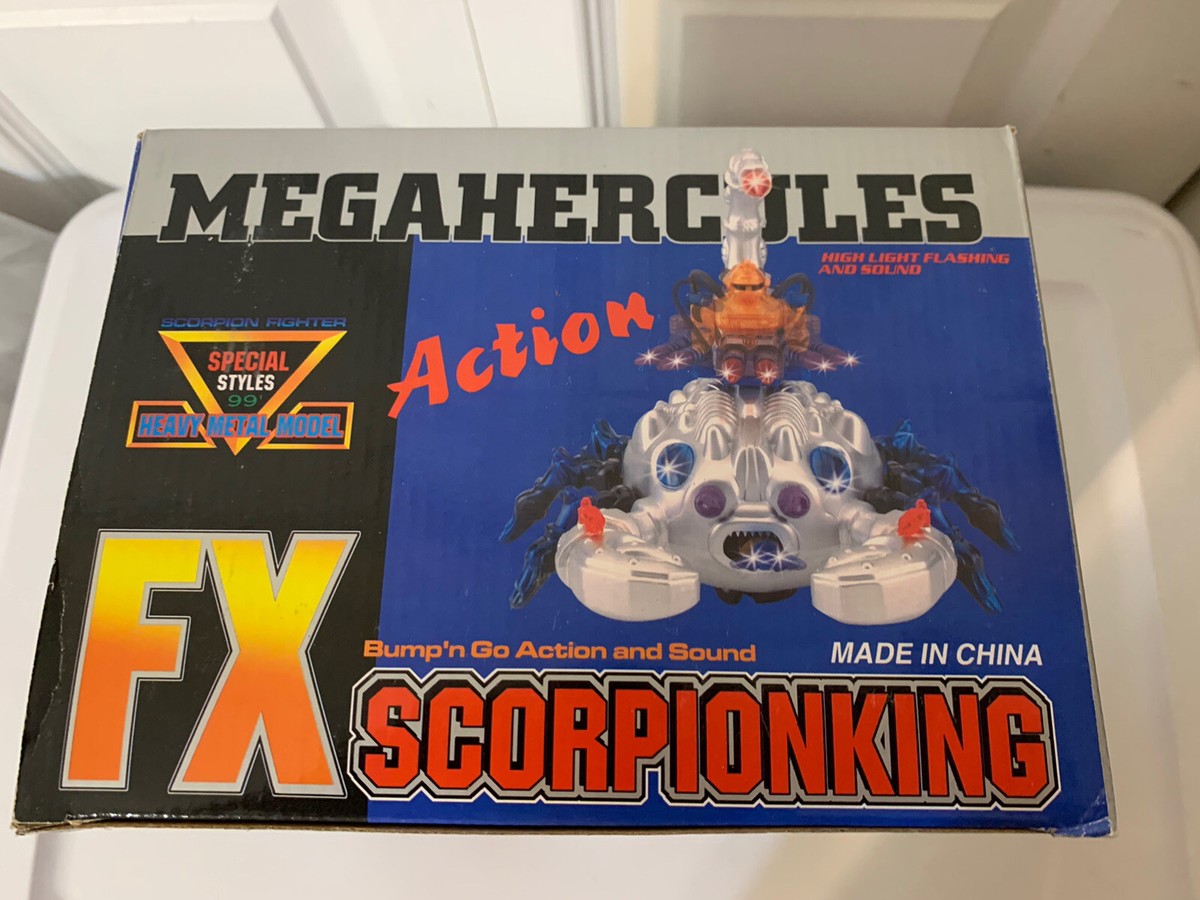 MEGAHERCULES
HIGH LIGHT FLASHING
AND SOUND
Action
SCORPION FIGHTER
SPECIAL
STYLES
99'
HEAVY METAL MODEL
FX
Bump'n Go Action and Sound
MADE IN CHINA
SCORPIONKING